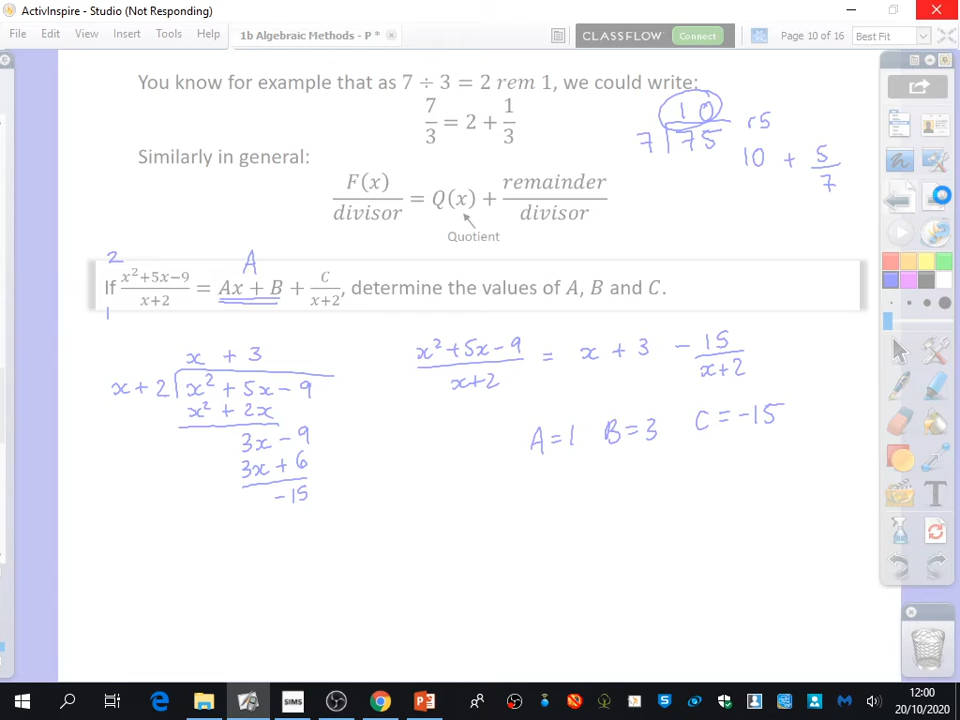 ActivInspire - Studio (Not Responding)
File Edit View Insert Tools Help 1b Algebraic Methods - P * CLASSFLOW Connect Page 10 of 16 Best Fit
You know for example that as 7 ÷ 3 = 2 rem 1, we could write:
7/3 = 2 + 1/3
10 r5
7 75
10 + 5/7
Similarly in general:
F(x)/divisor = Q(x) + remainder/divisor
Quotient
2 A
If x²+5x−9/x+2 = Ax + B + C/x+2, determine the values of A, B and C.
1
x + 3
x + 2 x² + 5x − 9
x² + 2x
3x − 9
3x + 6
−15
x² + 5x − 9/x+2 = x + 3 − 15/x+2
A = 1 B = 3 C = −15
SIMS
12:00
20/10/2020